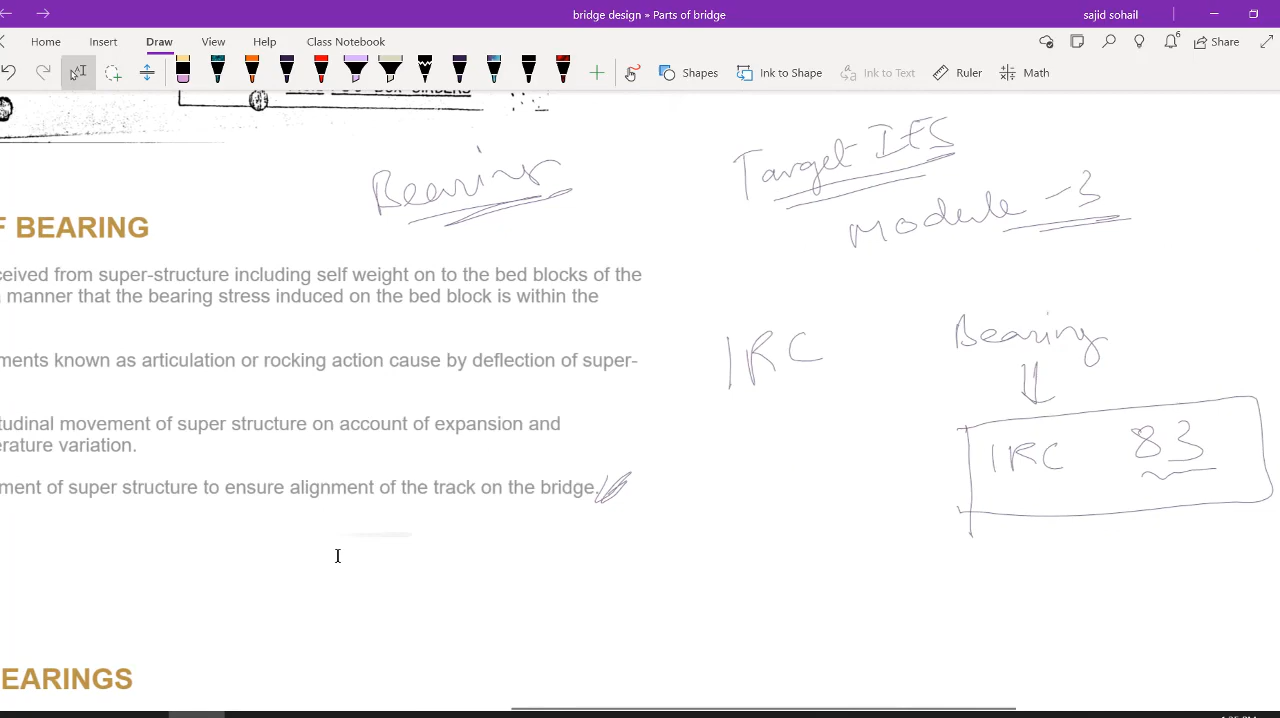 bridge design » Parts of bridge
sajid sohail
Home Insert Draw View Help Class Notebook
6
Share
Shapes Ink to Shape Ink to Text Ruler Math
Bearing
Target IES
Module -3
F BEARING
ceived from super-structure including self weight on to the bed blocks of the
a manner that the bearing stress induced on the bed block is within the
ments known as articulation or rocking action cause by deflection of super-
tudinal movement of super structure on account of expansion and
erature variation.
ment of super structure to ensure alignment of the track on the bridge.
IRC
Bearing
IRC 83
EARINGS